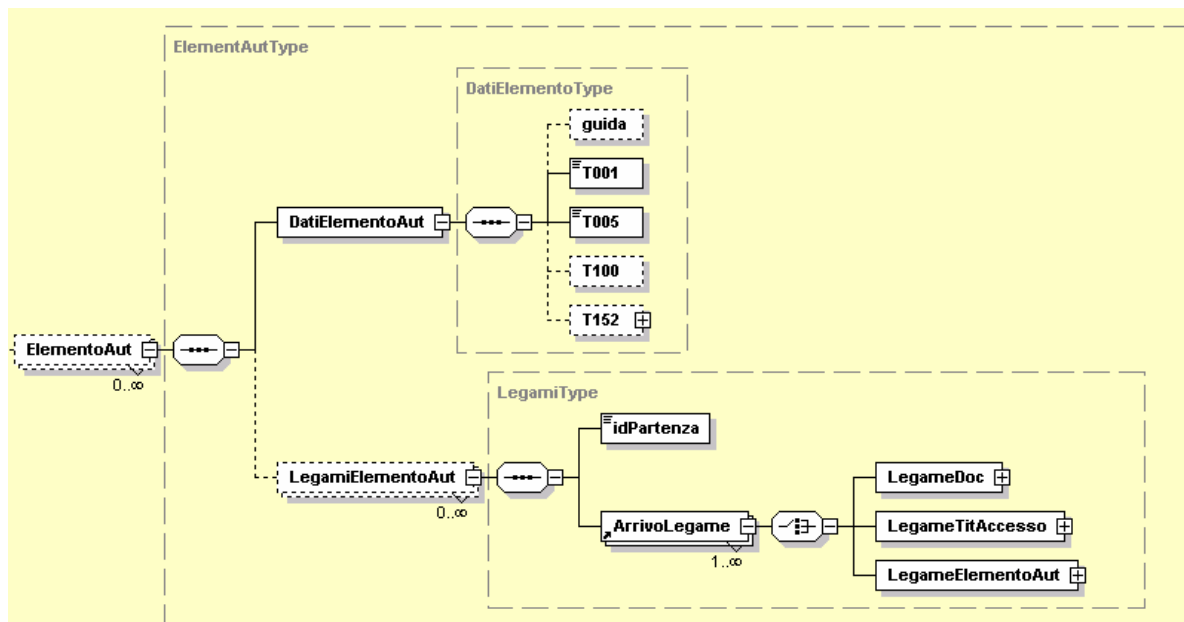 ElementAutType
DatiElementoType
guida
T001
DatiElementoAut
T005
T100
T152
ElementoAut
0..∞
LegamiType
idPartenza
LegamiElementoAut
0..∞
LegameDoc
ArrivoLegame
1..∞
LegameTitAccesso
LegameElementoAut